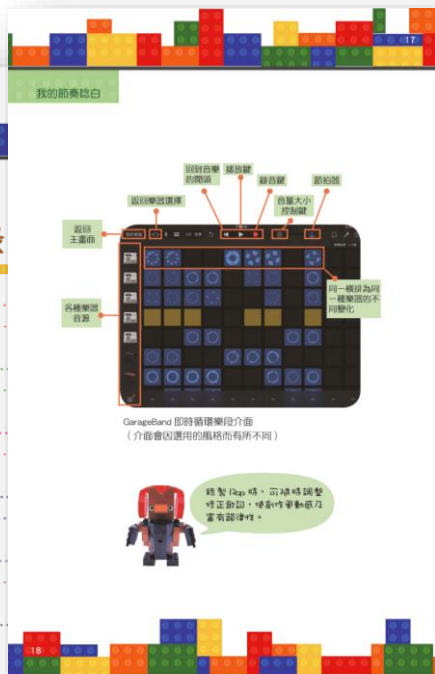 17
我的節奏唸白
回到音樂
的開頭
播放鍵
錄音鍵
返回樂器選擇
音量大小
控制鍵
節拍器
返回
主畫面
同一橫排為同
一種樂器的不
同變化
各種樂器
音源
GarageBand 即時循環樂段介面
（介面會因選用的風格而有所不同）
錄製 Rap 時，可隨時調整
修正歌詞，使創作更動感及
富有韻律性。
18